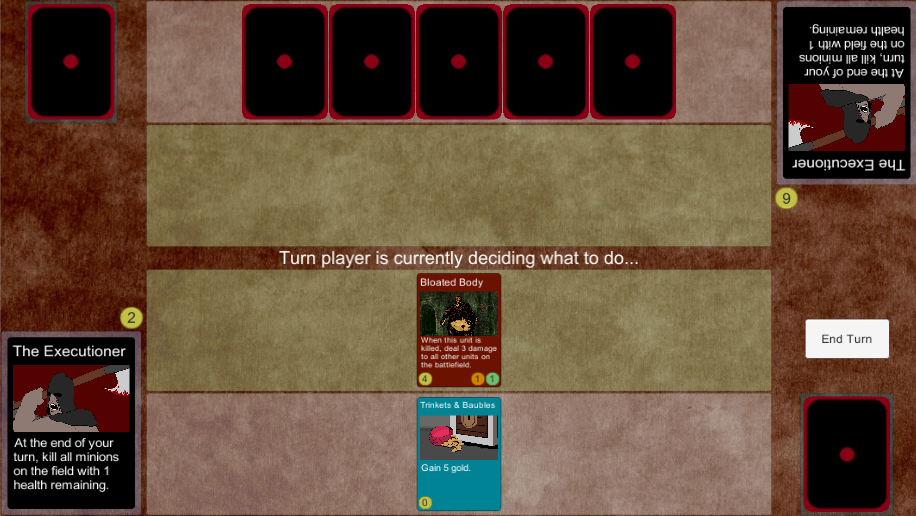 At the end of your
turn, kill all minions
on the field with 1
health remaining.
The Executioner
9
Turn player is currently deciding what to do...
Bloated Body
When this unit is
killed, deal 3 damage
to all other units on
the battlefield.
4
1
1
2
The Executioner
At the end of your
turn, kill all minions
on the field with 1
health remaining.
End Turn
Trinkets & Baubles
Gain 5 gold.
0